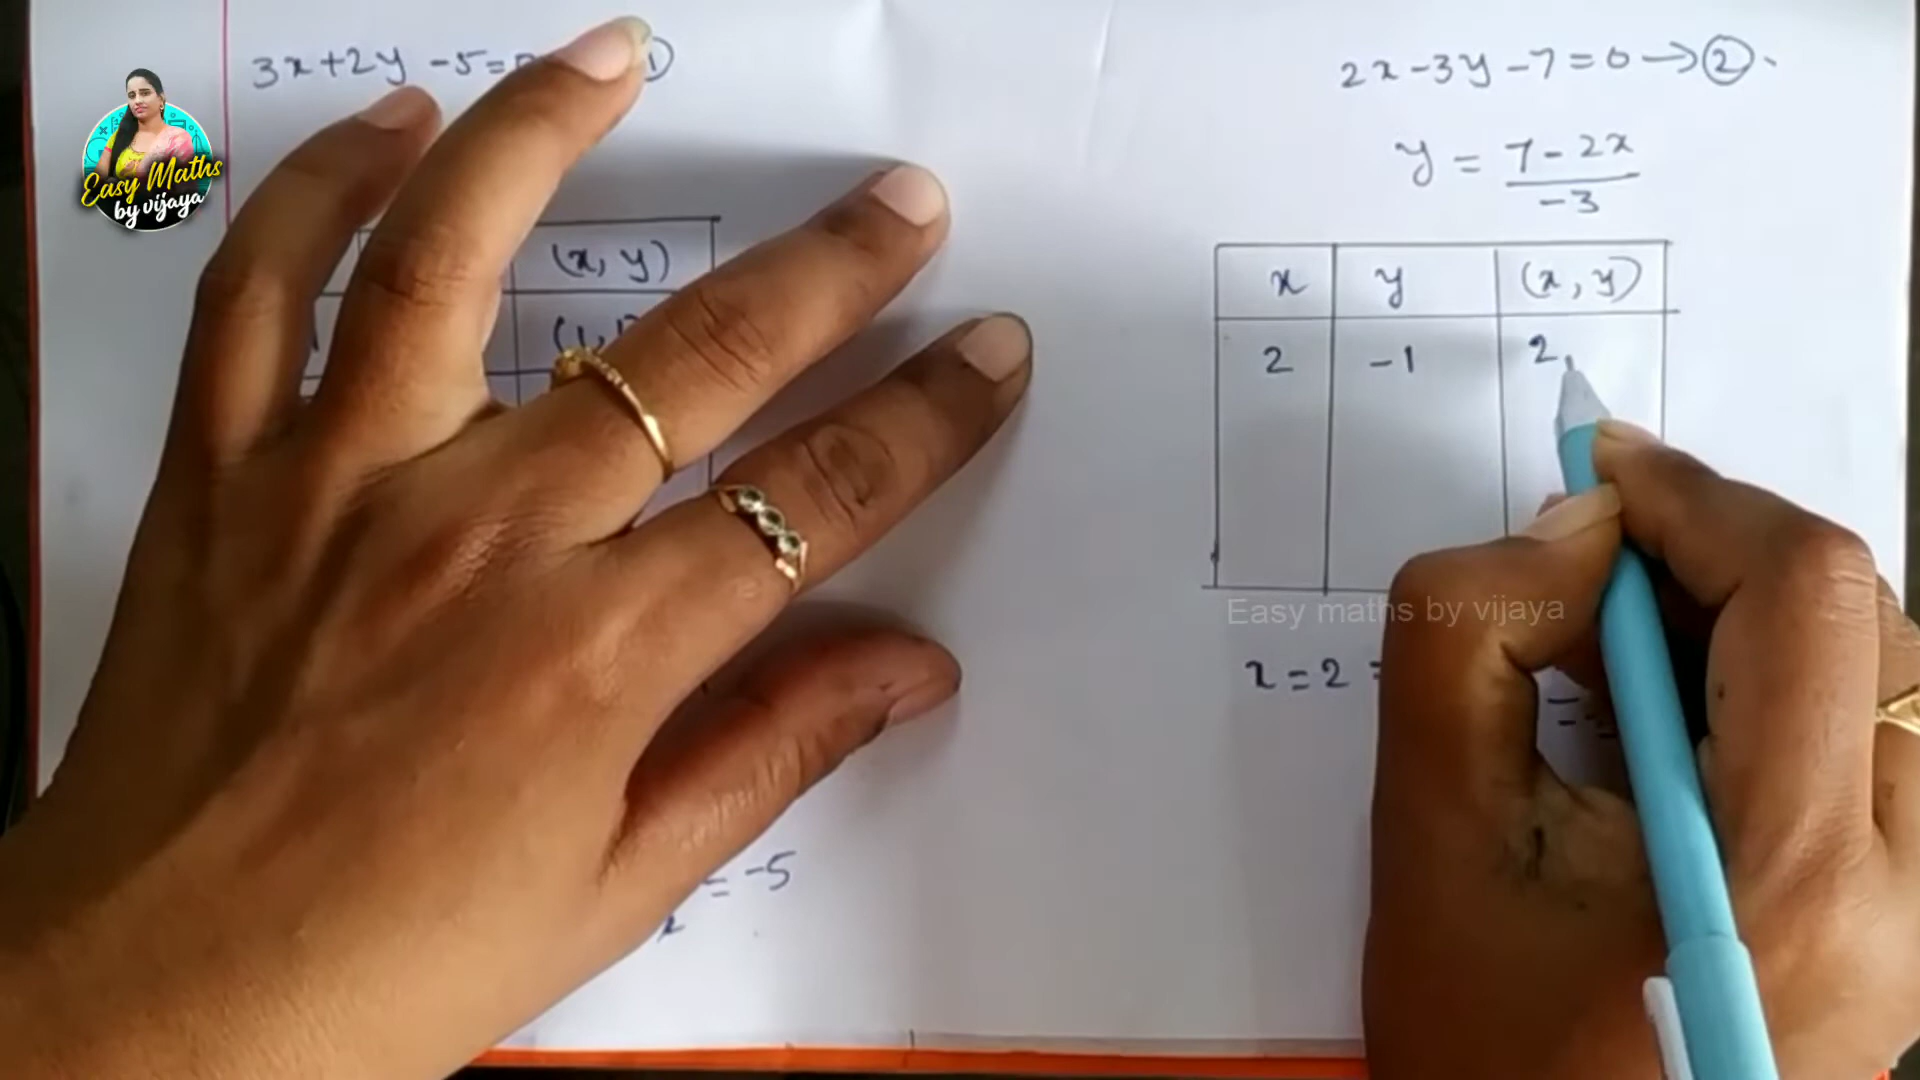 3x+2y -5=
2x-3y-7=0→②.
y = 7-2x
-3
Easy Maths
by vijaya
(x, y)
x y (x, y)
2 -1 2,
Easy maths by vijaya
x=2
= -5